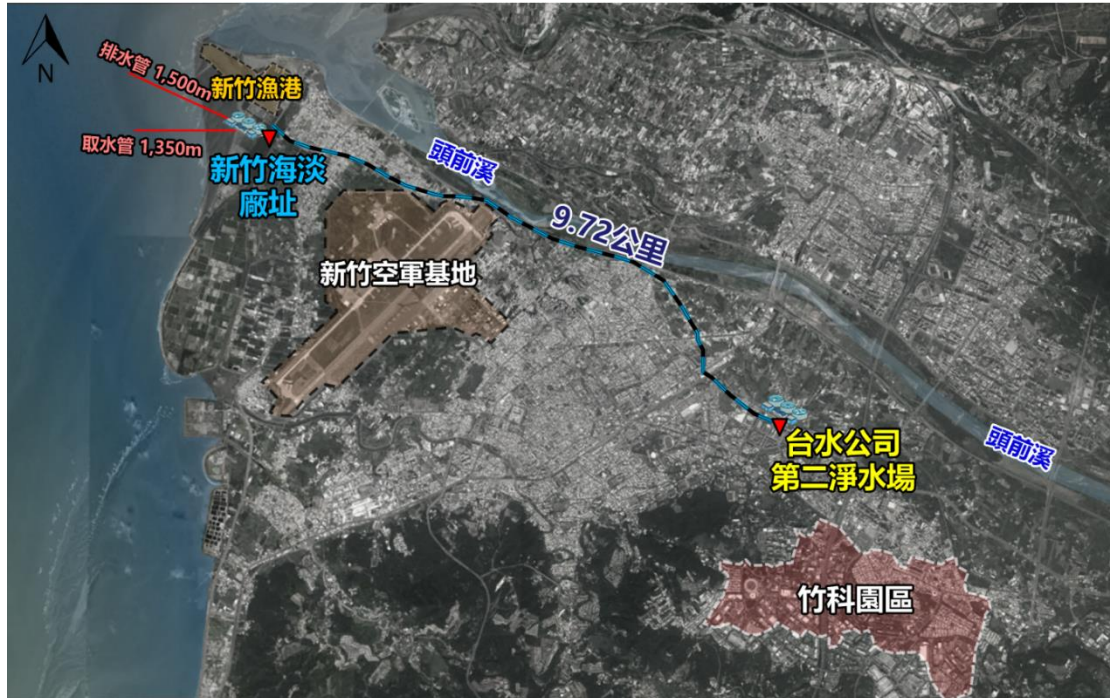 N
排水管 1,500m
新竹漁港
取水管 1,350m
新竹海淡
廠址
頭前溪
9.72公里
新竹空軍基地
台水公司
第二淨水場
頭前溪
竹科園區